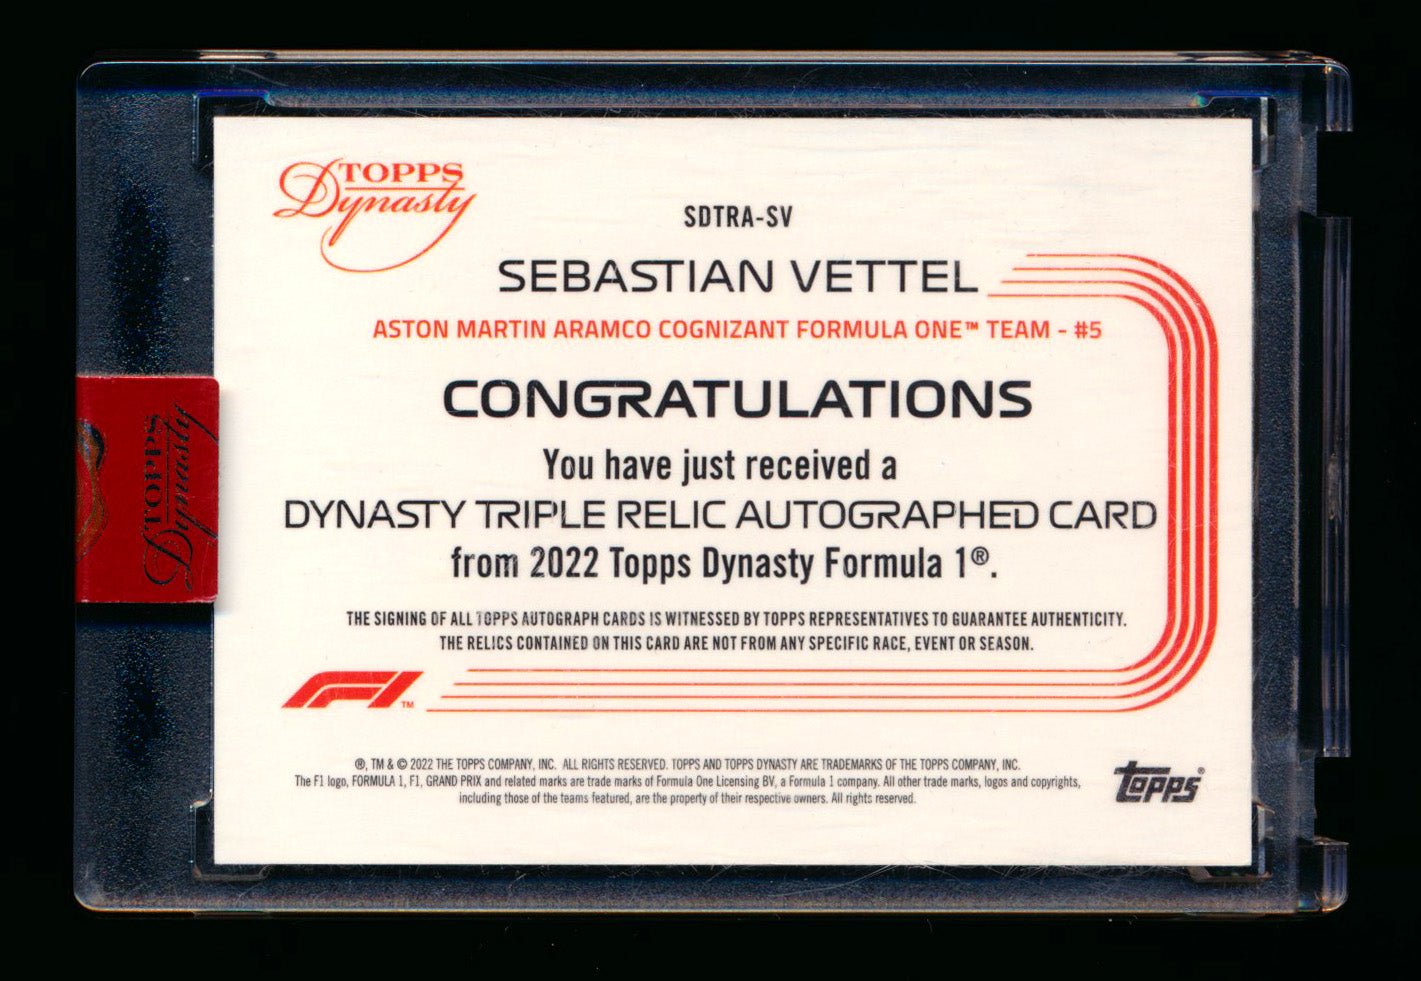 TOPPS
Dynasty
SDTRA-SV
SEBASTIAN VETTEL
ASTON MARTIN ARAMCO COGNIZANT FORMULA ONE™ TEAM - #5
CONGRATULATIONS
You have just received a
DYNASTY TRIPLE RELIC AUTOGRAPHED CARD
from 2022 Topps Dynasty Formula 1®.
THE SIGNING OF ALL TOPPS AUTOGRAPH CARDS IS WITNESSED BY TOPPS REPRESENTATIVES TO GUARANTEE AUTHENTICITY.
THE RELICS CONTAINED ON THIS CARD ARE NOT FROM ANY SPECIFIC RACE, EVENT OR SEASON.
F1™
®, TM & © 2022 THE TOPPS COMPANY, INC. ALL RIGHTS RESERVED. TOPPS AND TOPPS DYNASTY ARE TRADEMARKS OF THE TOPPS COMPANY, INC.
The F1 logo, FORMULA 1, F1, GRAND PRIX and related marks are trade marks of Formula One Licensing BV, a Formula 1 company. All other trade marks, logos and copyrights,
including those of the teams featured, are the property of their respective owners. All rights reserved.
topps®
TOPPS
Dynasty